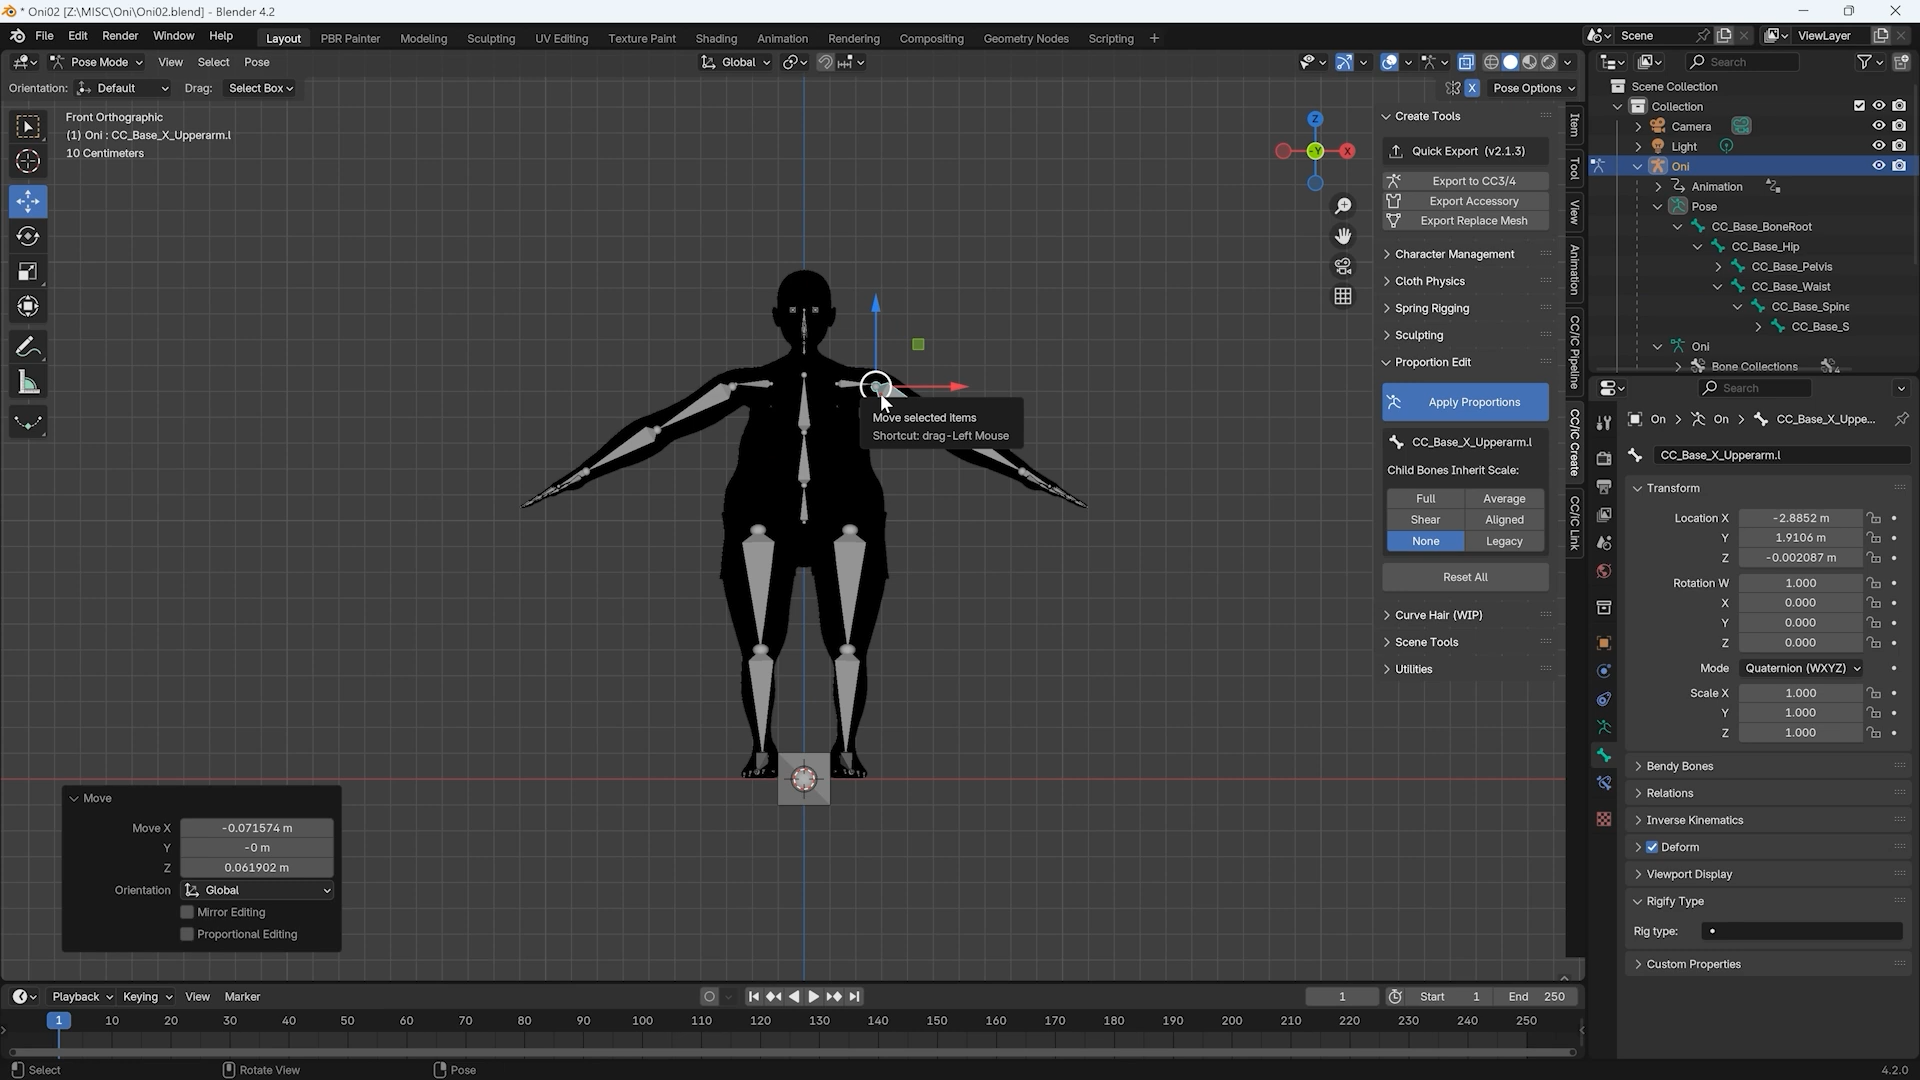 * Oni02 [Z:\MISC\Oni\Oni02.blend] - Blender 4.2
File Edit Render Window Help Layout PBR Painter Modeling Sculpting UV Editing Texture Paint Shading Animation Rendering Compositing Geometry Nodes Scripting + Scene ViewLayer
Pose Mode View Select Pose Global Search
Orientation: Default Drag: Select Box X Pose Options
Front Orthographic
(1) Oni : CC_Base_X_Upperarm.l
10 Centimeters
Z
-Y
X
Create Tools
Quick Export (v2.1.3)
Export to CC3/4
Export Accessory
Export Replace Mesh
Character Management
Cloth Physics
Spring Rigging
Sculpting
Proportion Edit
Apply Proportions
CC_Base_X_Upperarm.l
Child Bones Inherit Scale:
Full Average
Shear Aligned
None Legacy
Reset All
Curve Hair (WIP)
Scene Tools
Utilities
Item
Tool
View
Animation
CC/iC Pipeline
CC/iC Create
CC/iC Link
Move selected items
Shortcut: drag-Left Mouse
Scene Collection
Collection
Camera
Light
Oni
Animation
Pose
CC_Base_BoneRoot
CC_Base_Hip
CC_Base_Pelvis
CC_Base_Waist
CC_Base_Spine
CC_Base_S
Oni
Bone Collections
Search
On > On > CC_Base_X_Uppe...
CC_Base_X_Upperarm.l
Transform
Location X -2.8852 m
Y 1.9106 m
Z -0.002087 m
Rotation W 1.000
X 0.000
Y 0.000
Z 0.000
Mode Quaternion (WXYZ)
Scale X 1.000
Y 1.000
Z 1.000
Bendy Bones
Relations
Inverse Kinematics
Deform
Viewport Display
Rigify Type
Rig type:
Custom Properties
Move
Move X -0.071574 m
Y -0 m
Z 0.061902 m
Orientation Global
Mirror Editing
Proportional Editing
Playback Keying View Marker 1 Start 1 End 250
1 10 20 30 40 50 60 70 80 90 100 110 120 130 140 150 160 170 180 190 200 210 220 230 240 250
Select Rotate View Pose 4.2.0